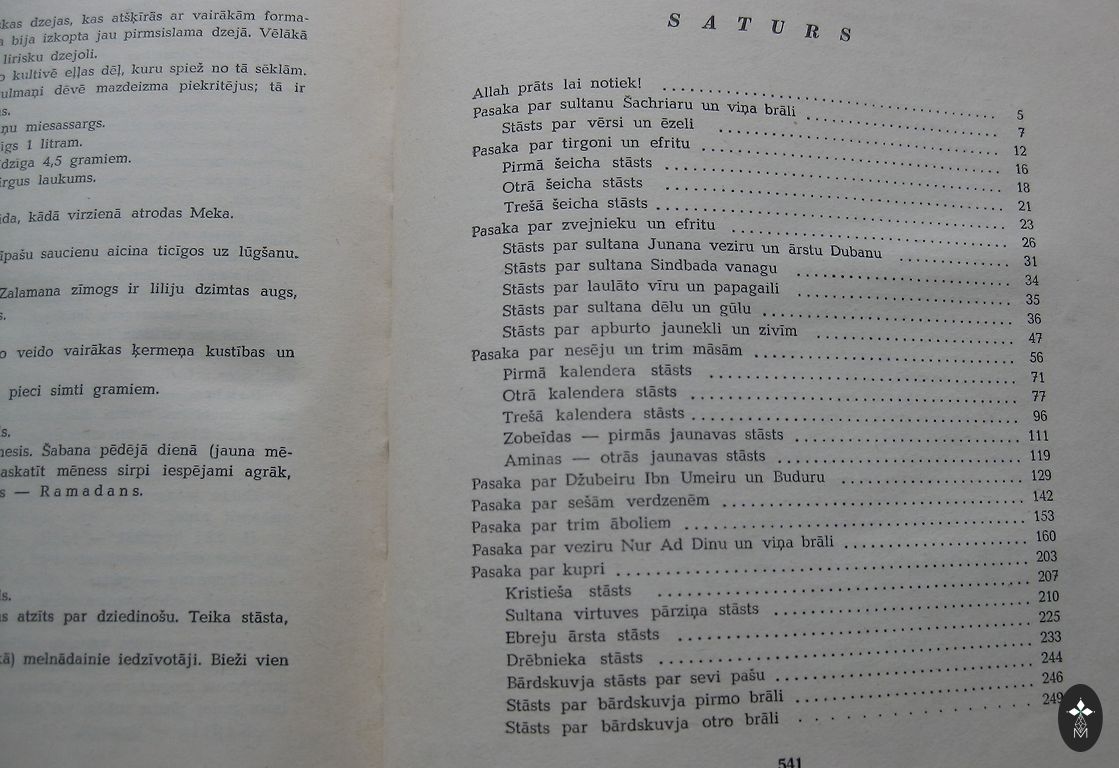 kas dzejas, kas atšķīrās ar vairākām forma-
a bija izkopta jau pirmsislama dzejā. Vēlākā
lirisku dzejoli.
o kultivē eļļas dēļ, kuru spiež no tā sēklām.
ulmaņi dēvē mazdeizma piekritējus; tā ir
s.
ņu miesassargs.
īgs 1 litram.
dzīga 4,5 gramiem.
irgus laukums.
ida, kādā virzienā atrodas Meka.
īpašu saucienu aicina ticīgos uz lūgšanu.
Zalamana zīmogs ir liliju dzimtas augs,
s.
o veido vairākas ķermeņa kustības un
pieci simti gramiem.
s.
nesis. Šabana pēdējā dienā (jauna mē-
askatīt mēness sirpi iespējami agrāk,
s — Ramadans.
s.
s atzīts par dziedinošu. Teika stāsta,
kā) melnādainie iedzīvotāji. Bieži vien
SATURS
Allah prāts lai notiek! 5
Pasaka par sultanu Šachriaru un viņa brāli 7
Stāsts par vērsi un ēzeli 12
Pasaka par tirgoni un efritu 16
Pirmā šeicha stāsts 18
Otrā šeicha stāsts 21
Trešā šeicha stāsts 23
Pasaka par zvejnieku un efritu 26
Stāsts par sultana Junana veziru un ārstu Dubanu 31
Stāsts par sultana Sindbada vanagu 34
Stāsts par laulāto vīru un papagaili 35
Stāsts par sultana dēlu un gūlu 36
Stāsts par apburto jaunekli un zivīm 47
Pasaka par nesēju un trim māsām 56
Pirmā kalendera stāsts 71
Otrā kalendera stāsts 77
Trešā kalendera stāsts 96
Zobeīdas — pirmās jaunavas stāsts 111
Aminas — otrās jaunavas stāsts 119
Pasaka par Džubeiru Ibn Umeiru un Buduru 129
Pasaka par sešām verdzenēm 142
Pasaka par trim āboliem 153
Pasaka par veziru Nur Ad Dinu un viņa brāli 160
Pasaka par kupri 203
Kristieša stāsts 207
Sultana virtuves pārziņa stāsts 210
Ebreju ārsta stāsts 225
Drēbnieka stāsts 233
Bārdskuvja stāsts par sevi pašu 244
Stāsts par bārdskuvja pirmo brāli 246
Stāsts par bārdskuvja otro brāli 249
541